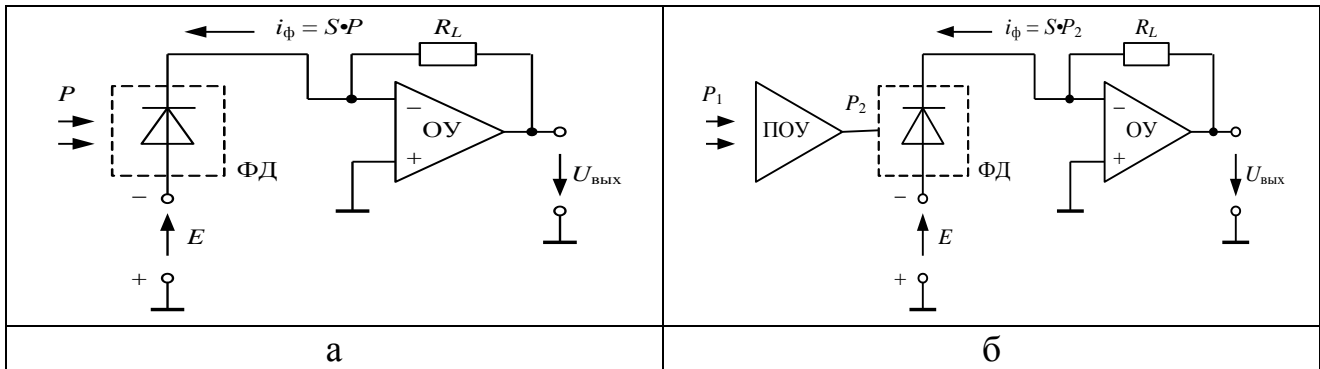 i_ф = S•P
R_L
P
−
ОУ
+
ФД
−
U_вых
E
+
а
i_ф = S•P_2
R_L
P_1
ПОУ
P_2
−
ОУ
+
ФД
−
U_вых
E
+
б